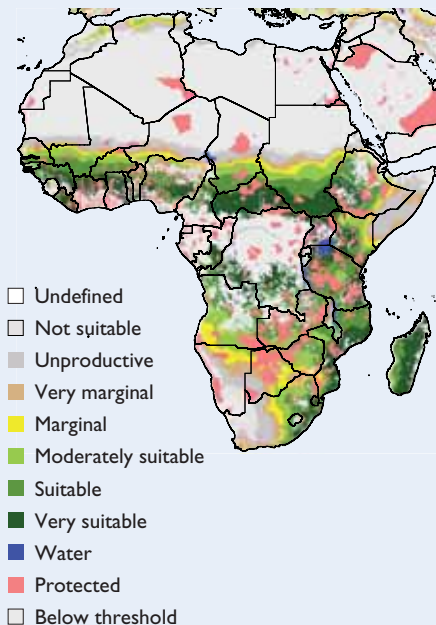 Undefined
Not suitable
Unproductive
Very marginal
Marginal
Moderately suitable
Suitable
Very suitable
Water
Protected
Below threshold